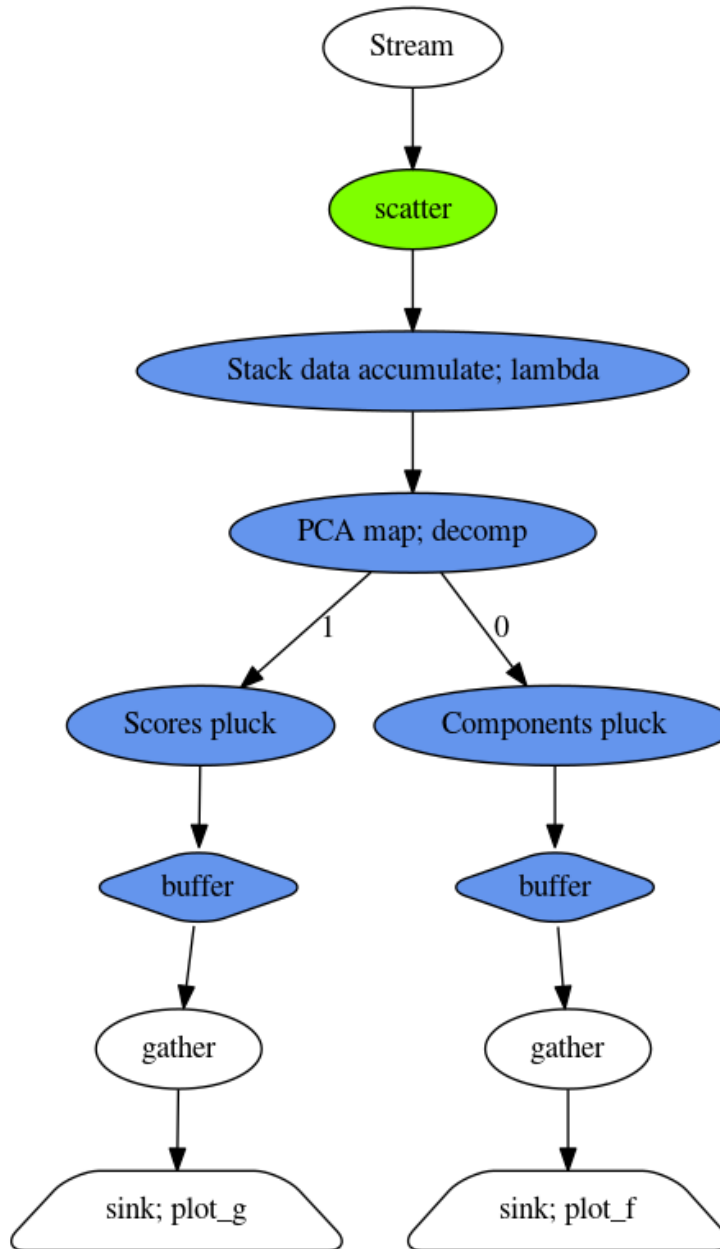 Stream
scatter
Stack data accumulate; lambda
PCA map; decomp
1
0
Scores pluck
Components pluck
buffer
buffer
gather
gather
sink; plot_g
sink; plot_f